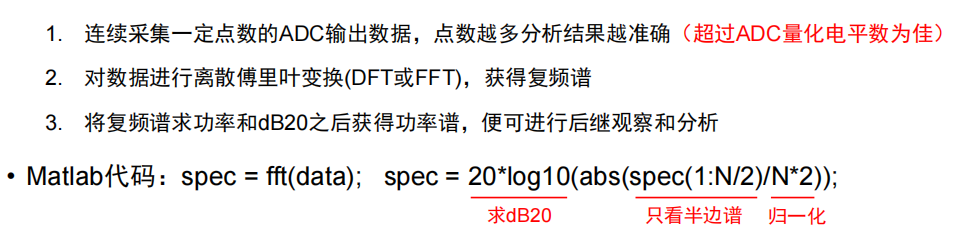 1. 连续采集一定点数的ADC输出数据，点数越多分析结果越准确（超过ADC量化电平数为佳）
2. 对数据进行离散傅里叶变换(DFT或FFT)，获得复频谱
3. 将复频谱求功率和dB20之后获得功率谱，便可进行后继观察和分析
• Matlab代码：spec = fft(data); spec = 20*log10(abs(spec(1:N/2)/N*2));
求dB20 只看半边谱 归一化